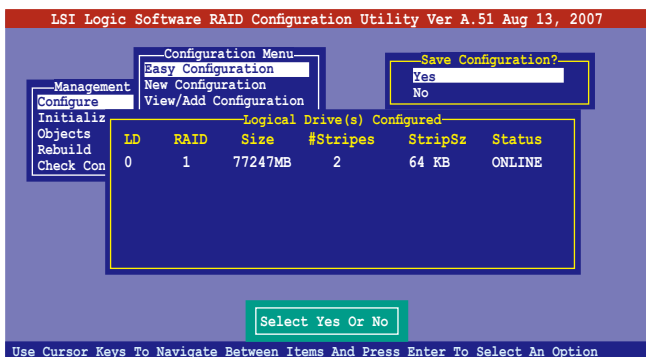 LSI Logic Software RAID Configuration Utility Ver A.51 Aug 13, 2007
Configuration Menu
Easy Configuration
New Configuration
View/Add Configuration
Save Configuration?
Yes
No
Management
Configure
Initializ
Objects
Rebuild
Check Con
Logical Drive(s) Configured
LD RAID Size #Stripes StripSz Status
0 1 77247MB 2 64 KB ONLINE
Select Yes Or No
Use Cursor Keys To Navigate Between Items And Press Enter To Select An Option